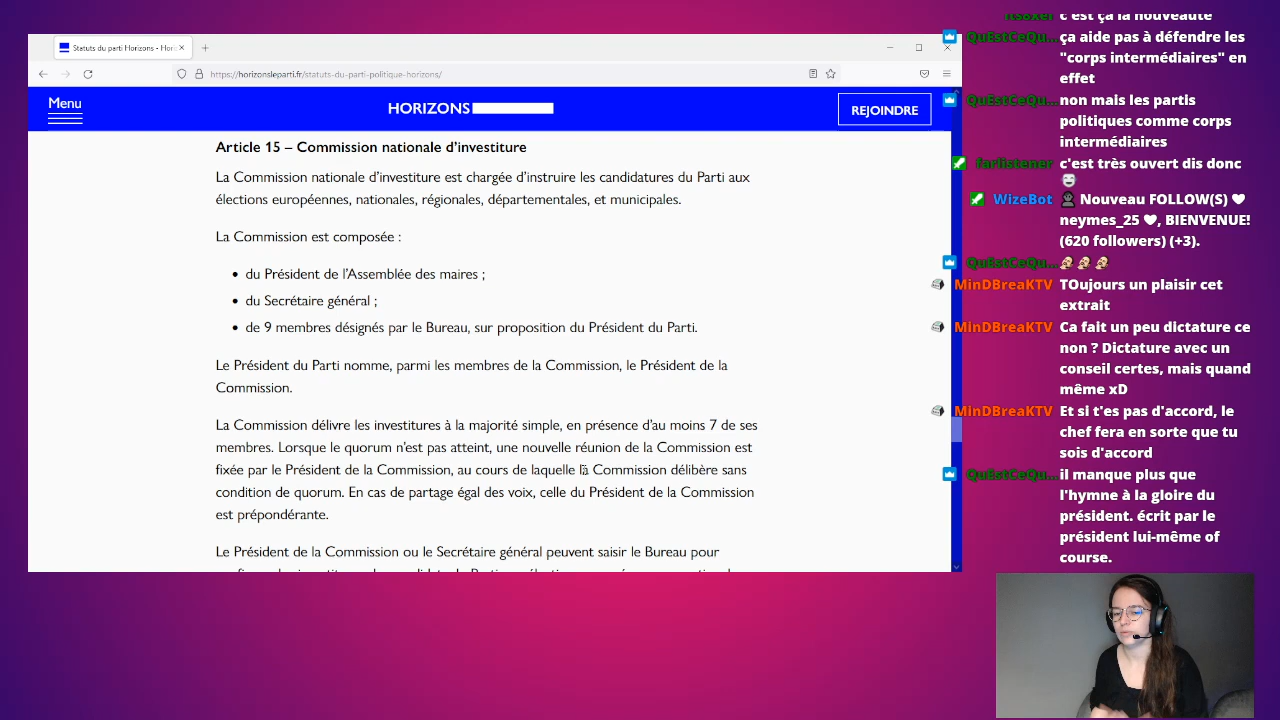 Statuts du parti Horizons - Hor
https://horizonsleparti.fr/statuts-du-parti-politique-horizons/
Menu
HORIZONS
REJOINDRE
Article 15 – Commission nationale d'investiture
La Commission nationale d'investiture est chargée d'instruire les candidatures du Parti aux
élections européennes, nationales, régionales, départementales, et municipales.
La Commission est composée :
• du Président de l'Assemblée des maires ;
• du Secrétaire général ;
• de 9 membres désignés par le Bureau, sur proposition du Président du Parti.
Le Président du Parti nomme, parmi les membres de la Commission, le Président de la
Commission.
La Commission délivre les investitures à la majorité simple, en présence d'au moins 7 de ses
membres. Lorsque le quorum n'est pas atteint, une nouvelle réunion de la Commission est
fixée par le Président de la Commission, au cours de laquelle la Commission délibère sans
condition de quorum. En cas de partage égal des voix, celle du Président de la Commission
est prépondérante.
Le Président de la Commission ou le Secrétaire général peuvent saisir le Bureau pour
c'est ça la nouveauté
QuEstCeQu... ça aide pas à défendre les
"corps intermédiaires" en
effet
QuEstCeQu... non mais les partis
politiques comme corps
intermédiaires
farlistener c'est très ouvert dis donc
WizeBot Nouveau FOLLOW(S)
neymes_25, BIENVENUE!
(620 followers) (+3).
QuEstCeQu...
MinDBreaKTV TOujours un plaisir cet
extrait
MinDBreaKTV Ca fait un peu dictature ce
non ? Dictature avec un
conseil certes, mais quand
même xD
MinDBreaKTV Et si t'es pas d'accord, le
chef fera en sorte que tu
sois d'accord
QuEstCeQu... il manque plus que
l'hymne à la gloire du
président. écrit par le
président lui-même of
course.